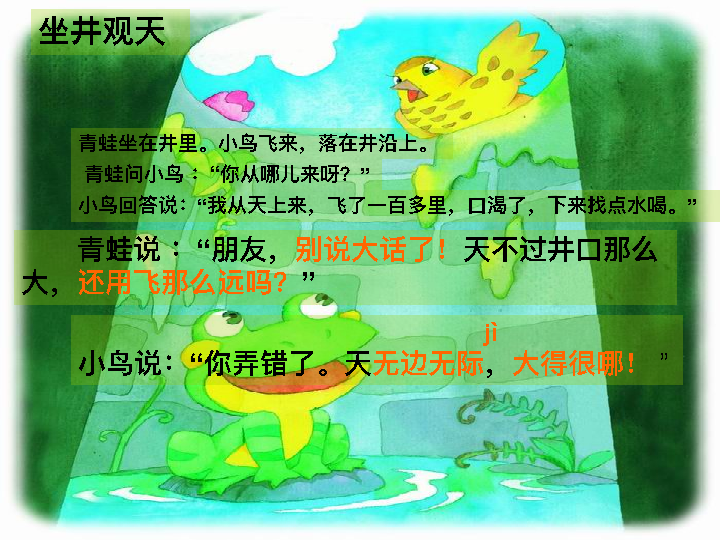 坐井观天
青蛙坐在井里。小鸟飞来，落在井沿上。
青蛙问小鸟：“你从哪儿来呀？”
小鸟回答说：“我从天上来，飞了一百多里，口渴了，下来找点水喝。”
青蛙说：“朋友，别说大话了！天不过井口那么
大，还用飞那么远吗？”
jì
小鸟说：“你弄错了。天无边无际，大得很哪！”